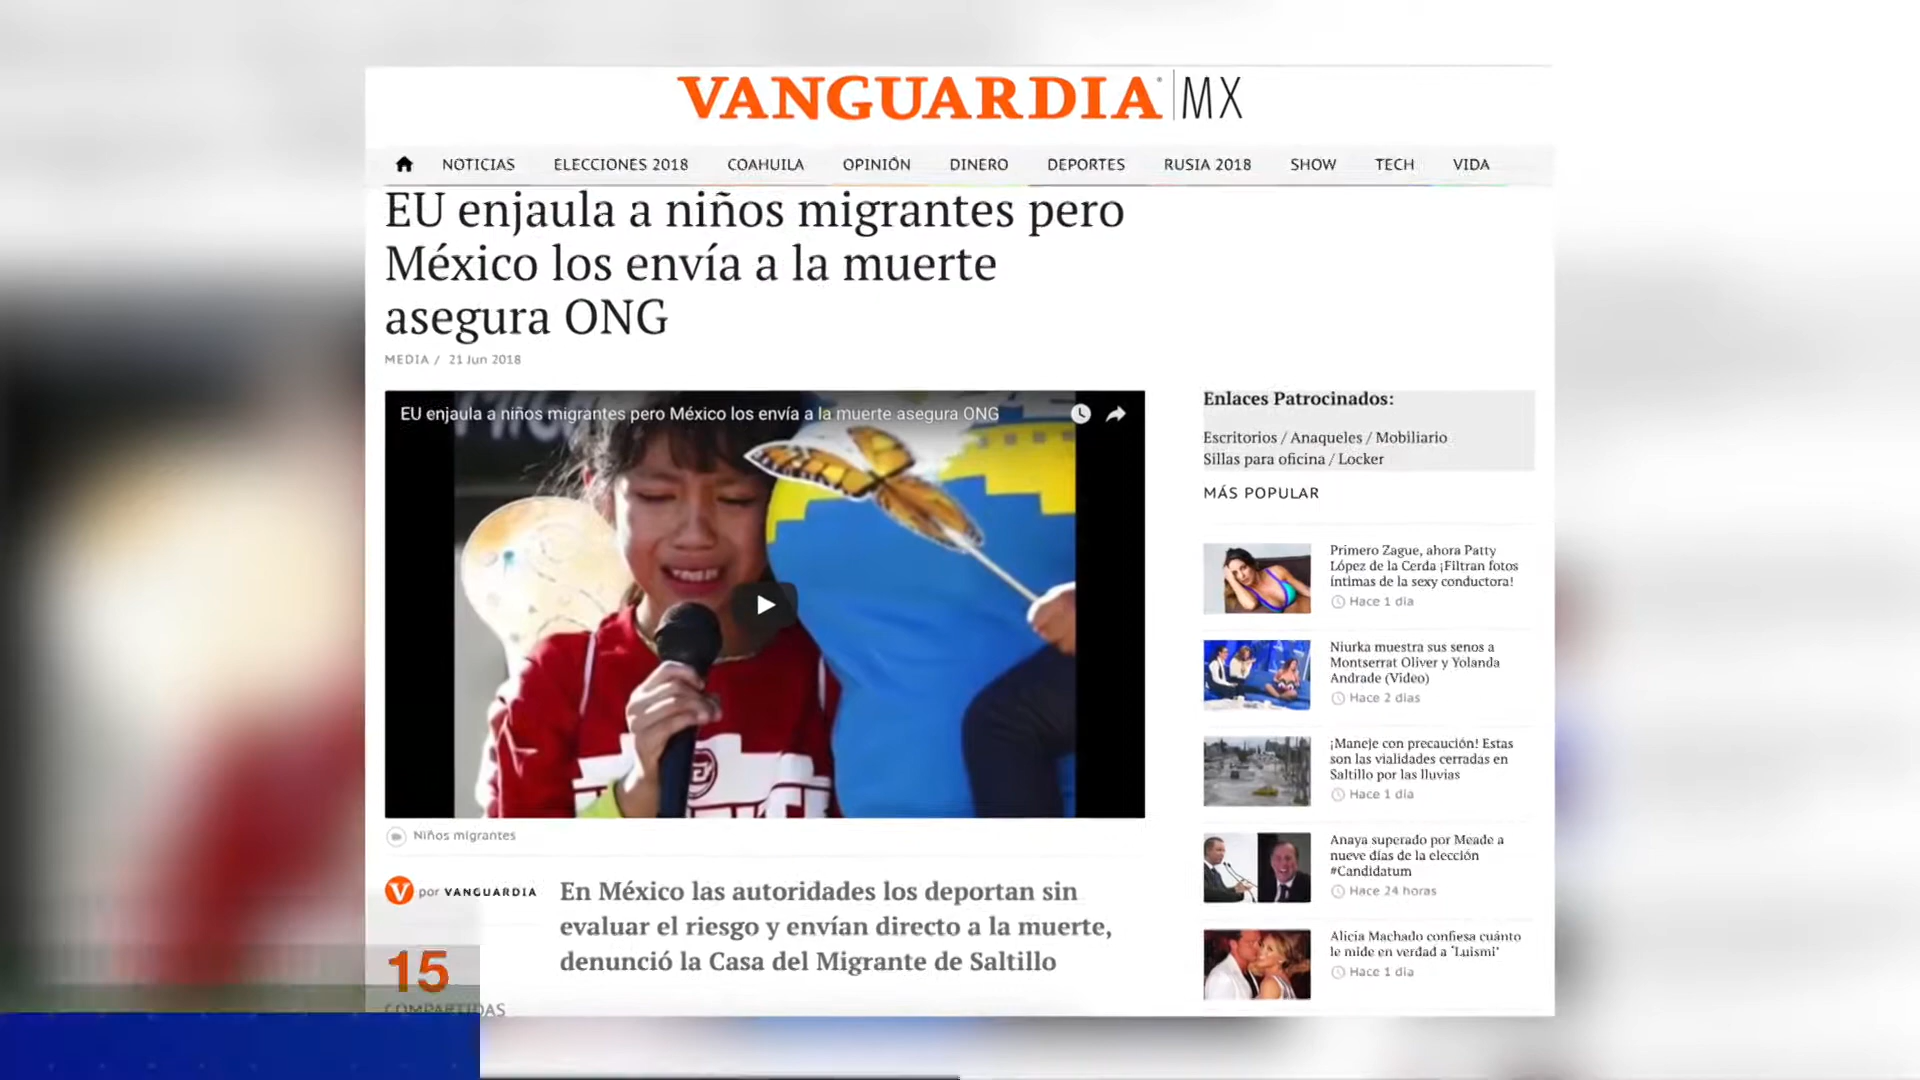 VANGUARDIA | MX
NOTICIAS ELECCIONES 2018 COAHUILA OPINIÓN DINERO DEPORTES RUSIA 2018 SHOW TECH VIDA
EU enjaula a niños migrantes pero
México los envía a la muerte
asegura ONG
MEDIA / 21 Jun 2018
EU enjaula a niños migrantes pero México los envía a la muerte asegura ONG
Niños migrantes
V por VANGUARDIA
En México las autoridades los deportan sin
evaluar el riesgo y envían directo a la muerte,
denunció la Casa del Migrante de Saltillo
15
COMPARTIDAS
Enlaces Patrocinados:
Escritorios / Anaqueles / Mobiliario
Sillas para oficina / Locker
MÁS POPULAR
Primero Zague, ahora Patty
López de la Cerda ¡Filtran fotos
íntimas de la sexy conductora!
Hace 1 día
Niurka muestra sus senos a
Montserrat Oliver y Yolanda
Andrade (Video)
Hace 2 días
¡Maneje con precaución! Estas
son las vialidades cerradas en
Saltillo por las lluvias
Hace 1 día
Anaya superado por Meade a
nueve días de la elección
#Candidatum
Hace 24 horas
Alicia Machado confiesa cuánto
le mide en verdad a 'Luismi'
Hace 1 día